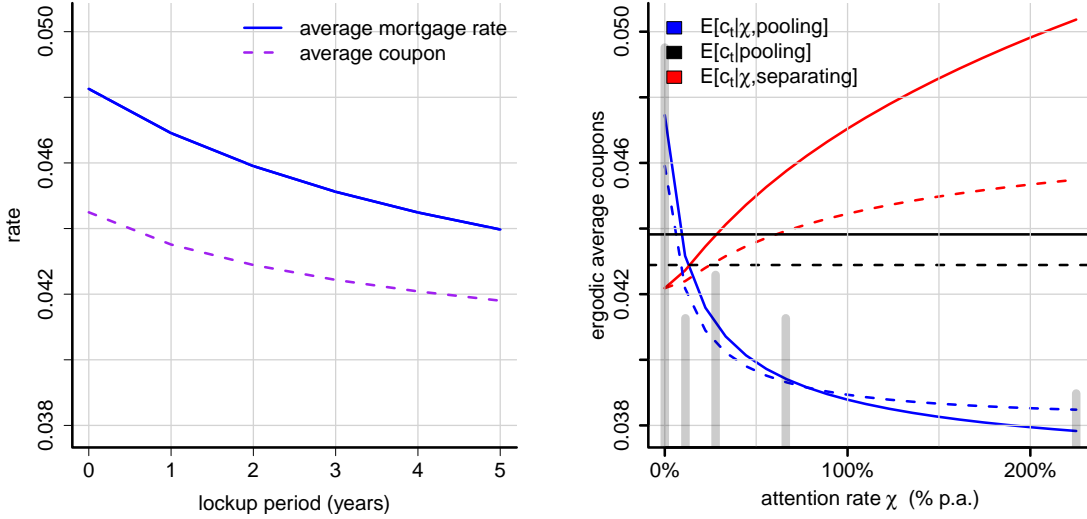 average mortgage rate
average coupon
rate
0.050
0.046
0.042
0.038
0
1
2
3
4
5
lockup period (years)
E[cₜ|χ,pooling]
E[cₜ|pooling]
E[cₜ|χ,separating]
ergodic average coupons
0.050
0.046
0.042
0.038
0%
100%
200%
attention rate χ (% p.a.)